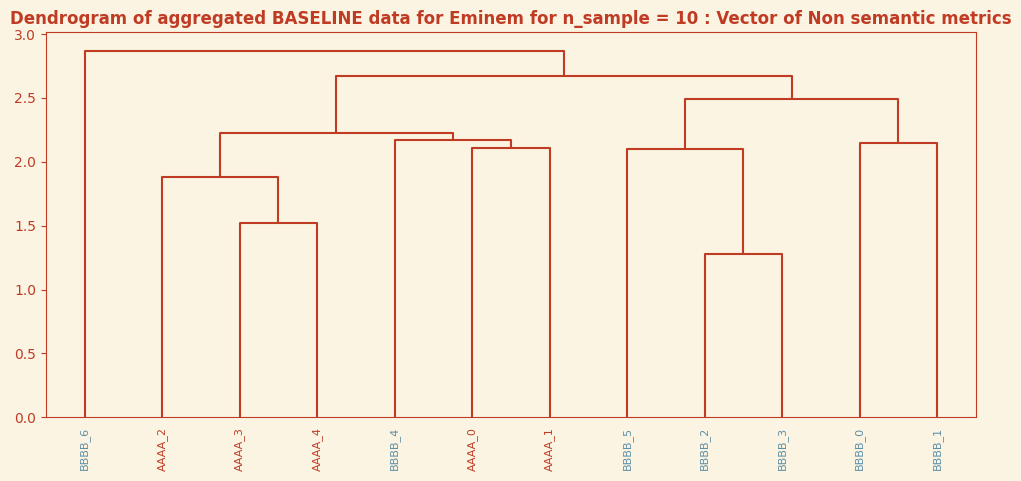 Dendrogram of aggregated BASELINE data for Eminem for n_sample = 10 : Vector of Non semantic metrics
3.0
2.5
2.0
1.5
1.0
0.5
0.0
BBBB_6
AAAA_2
AAAA_3
AAAA_4
BBBB_4
AAAA_0
AAAA_1
BBBB_5
BBBB_2
BBBB_3
BBBB_0
BBBB_1